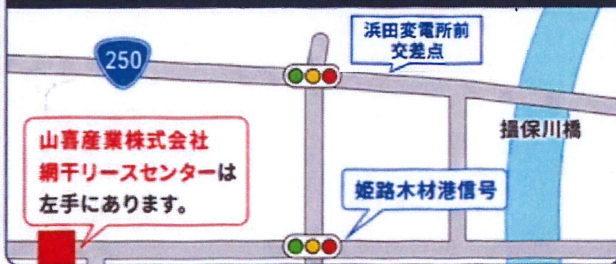 浜田変電所前
交差点
250
揖保川橋
山喜産業株式会社
網干リースセンターは
左手にあります。
姫路木材港信号